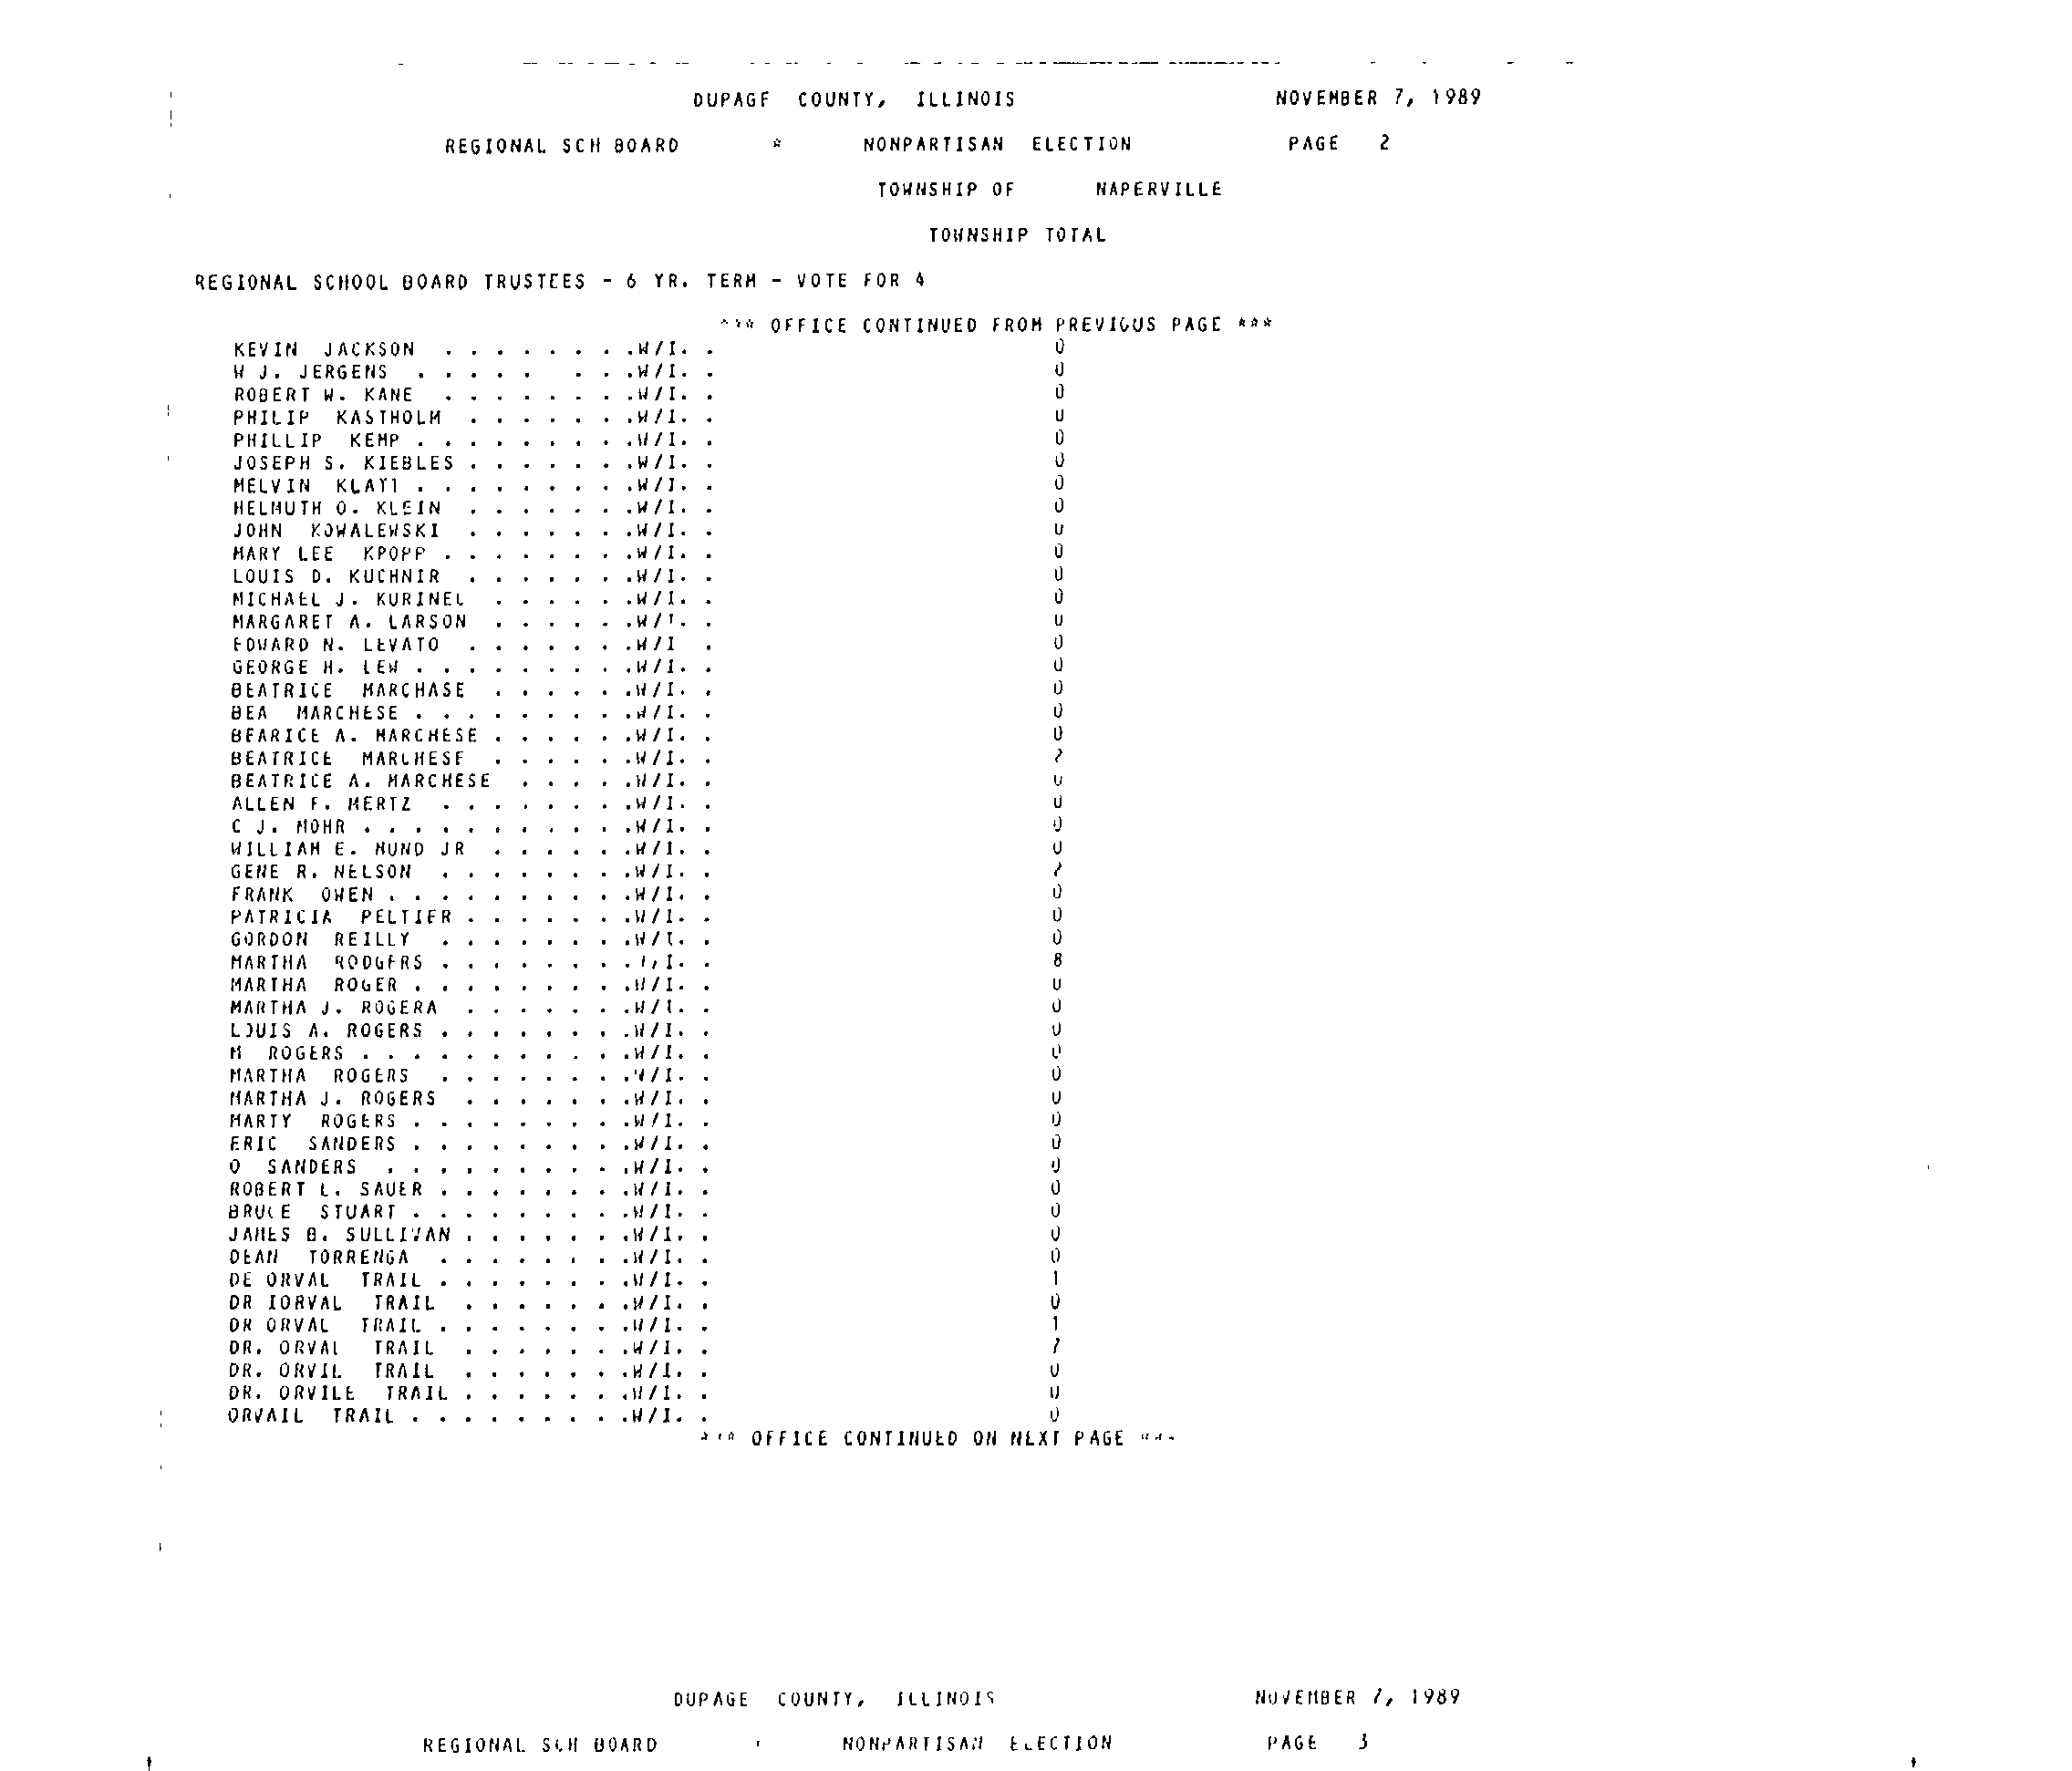 DUPAGE COUNTY, ILLINOIS NOVEMBER 7, 1989
REGIONAL SCH BOARD * NONPARTISAN ELECTION PAGE 2
TOWNSHIP OF NAPERVILLE
TOWNSHIP TOTAL
REGIONAL SCHOOL BOARD TRUSTEES - 6 YR. TERM - VOTE FOR 4
*** OFFICE CONTINUED FROM PREVIOUS PAGE ***
KEVIN JACKSON . . . . . . . .W/I. . 0
W J. JERGENS . . . . . . . .W/I. . 0
ROBERT W. KANE . . . . . . . .W/I. . 0
PHILIP KASTHOLM . . . . . . .W/I. . 0
PHILLIP KEMP . . . . . . . . .W/I. . 0
JOSEPH S. KIEBLES . . . . . . .W/I. . 0
MELVIN KLATT . . . . . . . . .W/I. . 0
HELMUTH O. KLEIN . . . . . . .W/I. . 0
JOHN KOWALEWSKI . . . . . . .W/I. . 0
MARY LEE KPOPP . . . . . . . .W/I. . 0
LOUIS D. KUCHNIR . . . . . . .W/I. . 0
MICHAEL J. KURINEL . . . . . .W/I. . 0
MARGARET A. LARSON . . . . . .W/I. . 0
EDWARD N. LEVATO . . . . . . .W/I . 0
GEORGE H. LEW . . . . . . . . .W/I. . 0
BEATRICE MARCHASE . . . . . .W/I. . 0
BEA MARCHESE . . . . . . . . .W/I. . 0
BEARICE A. MARCHESE . . . . . .W/I. . 0
BEATRICE MARCHESE . . . . . .W/I. .
BEATRICE A. MARCHESE . . . . .W/I. . 0
ALLEN F. MERTZ . . . . . . . .W/I. . 0
C J. MOHR . . . . . . . . . . .W/I. . 0
WILLIAM E. MUND JR . . . . . .W/I. . 0
GENE R. NELSON . . . . . . . .W/I. .
FRANK OWEN . . . . . . . . . .W/I. . 0
PATRICIA PELTIER . . . . . . .W/I. . 0
GORDON REILLY . . . . . . . .W/I. . 0
MARTHA RODGERS . . . . . . . .W/I. . 8
MARTHA ROGER . . . . . . . . .W/I. . 0
MARTHA J. ROGERA . . . . . . .W/I. . 0
LOUIS A. ROGERS . . . . . . . .W/I. . 0
M ROGERS . . . . . . . . . . .W/I. . 0
MARTHA ROGERS . . . . . . . .W/I. . 0
MARTHA J. ROGERS . . . . . . .W/I. . 0
MARTY ROGERS . . . . . . . . .W/I. . 0
ERIC SANDERS . . . . . . . . .W/I. . 0
O SANDERS . . . . . . . . . .W/I. . 0
ROBERT L. SAUER . . . . . . . .W/I. . 0
BRUCE STUART . . . . . . . . .W/I. . 0
JAMES B. SULLIVAN . . . . . . .W/I. . 0
DEAN TORRENGA . . . . . . . .W/I. . 0
DE ORVAL TRAIL . . . . . . . .W/I. . 1
DR IORVAL TRAIL . . . . . . .W/I. . 0
DR ORVAL TRAIL . . . . . . . .W/I. . 1
DR. ORVAL TRAIL . . . . . . .W/I. .
DR. ORVIL TRAIL . . . . . . .W/I. . 0
DR. ORVILE TRAIL . . . . . . .W/I. . 0
ORVAIL TRAIL . . . . . . . . .W/I. . 0
*** OFFICE CONTINUED ON NEXT PAGE ***
DUPAGE COUNTY, ILLINOIS NOVEMBER 7, 1989
REGIONAL SCH BOARD NONPARTISAN ELECTION PAGE 3